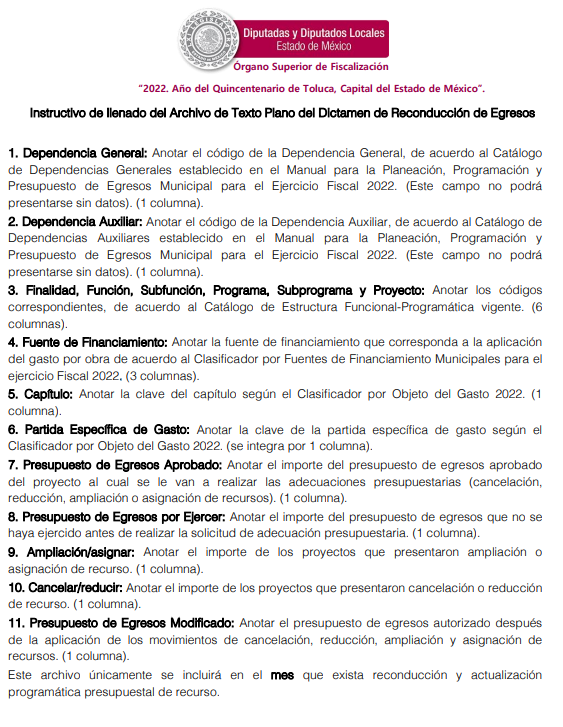 Diputadas y Diputados Locales
Estado de México
Órgano Superior de Fiscalización
"2022. Año del Quincentenario de Toluca, Capital del Estado de México".
Instructivo de llenado del Archivo de Texto Plano del Dictamen de Reconducción de Egresos
1. Dependencia General: Anotar el código de la Dependencia General, de acuerdo al Catálogo
de Dependencias Generales establecido en el Manual para la Planeación, Programación y
Presupuesto de Egresos Municipal para el Ejercicio Fiscal 2022. (Este campo no podrá
presentarse sin datos). (1 columna).
2. Dependencia Auxiliar: Anotar el código de la Dependencia Auxiliar, de acuerdo al Catálogo de
Dependencias Auxiliares establecido en el Manual para la Planeación, Programación y
Presupuesto de Egresos Municipal para el Ejercicio Fiscal 2022. (Este campo no podrá
presentarse sin datos). (1 columna).
3. Finalidad, Función, Subfunción, Programa, Subprograma y Proyecto: Anotar los códigos
correspondientes, de acuerdo al Catálogo de Estructura Funcional-Programática vigente. (6
columnas).
4. Fuente de Financiamiento: Anotar la fuente de financiamiento que corresponda a la aplicación
del gasto por obra de acuerdo al Clasificador por Fuentes de Financiamiento Municipales para el
ejercicio Fiscal 2022, (3 columnas).
5. Capítulo: Anotar la clave del capítulo según el Clasificador por Objeto del Gasto 2022. (1
columna).
6. Partida Específica de Gasto: Anotar la clave de la partida específica de gasto según el
Clasificador por Objeto del Gasto 2022. (se integra por 1 columna).
7. Presupuesto de Egresos Aprobado: Anotar el importe del presupuesto de egresos aprobado
del proyecto al cual se le van a realizar las adecuaciones presupuestarias (cancelación,
reducción, ampliación o asignación de recursos). (1 columna).
8. Presupuesto de Egresos por Ejercer: Anotar el importe del presupuesto de egresos que no se
haya ejercido antes de realizar la solicitud de adecuación presupuestaria. (1 columna).
9. Ampliación/asignar: Anotar el importe de los proyectos que presentaron ampliación o
asignación de recurso. (1 columna).
10. Cancelar/reducir: Anotar el importe de los proyectos que presentaron cancelación o reducción
de recurso. (1 columna).
11. Presupuesto de Egresos Modificado: Anotar el presupuesto de egresos autorizado después
de la aplicación de los movimientos de cancelación, reducción, ampliación y asignación de
recursos. (1 columna).
Este archivo únicamente se incluirá en el mes que exista reconducción y actualización
programática presupuestal de recurso.